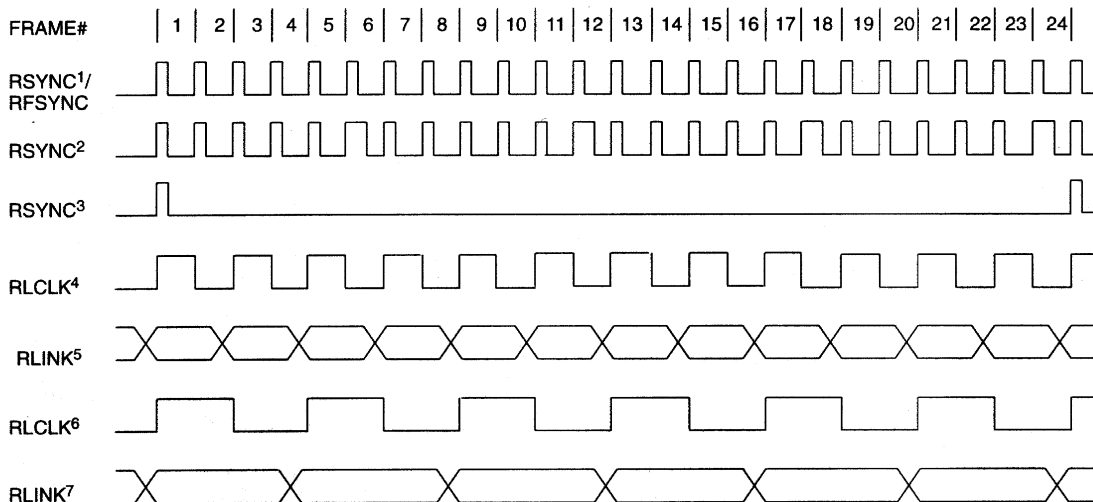 FRAME# 1 2 3 4 5 6 7 8 9 10 11 12 13 14 15 16 17 18 19 20 21 22 23 24
RSYNC¹/
RFSYNC
RSYNC²
RSYNC³
RLCLK⁴
RLINK⁵
RLCLK⁶
RLINK⁷